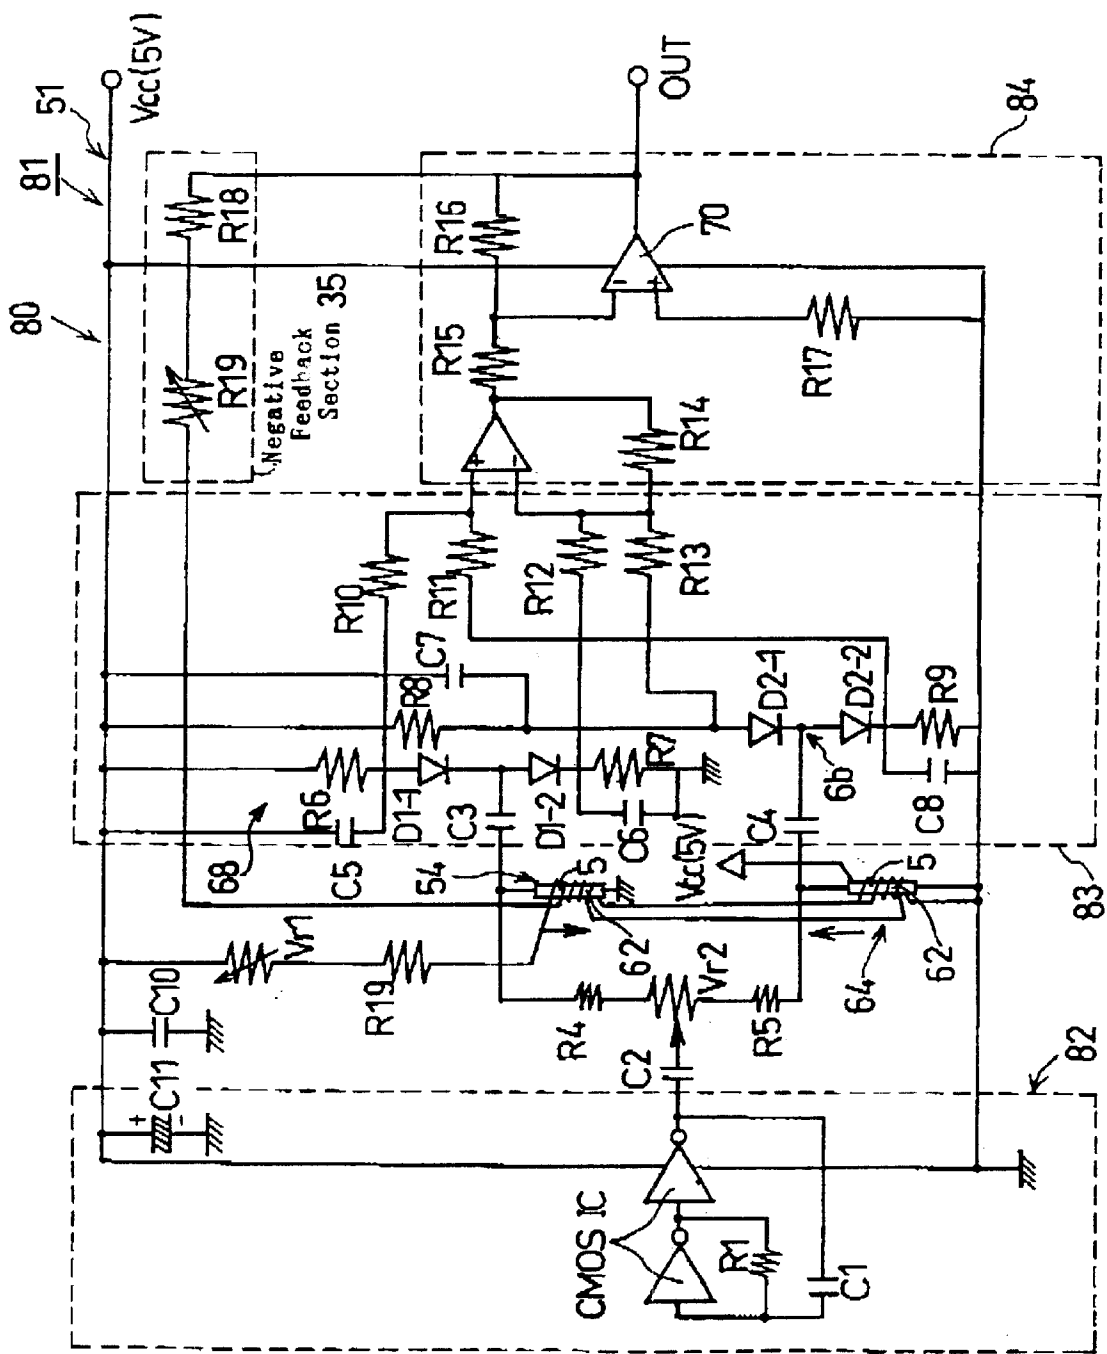 Vcc(5V)
51
81
80
R18
R19
Negative
Feedback
Section 35
OUT
84
R16
70
R15
R17
R14
R10
R11
R12
R13
C7
R8
D2-1
D2-2
R9
68
R6
D1-1
C3
D1-2
R7
6b
C5
C6
C4
C8
54
5
Vcc(5V)
5
83
Vr1
R19
62
Vr2
64
62
C10
R4
R5
C11
+
-
C2
82
CMOS IC
R1
C1
+
-
-
+